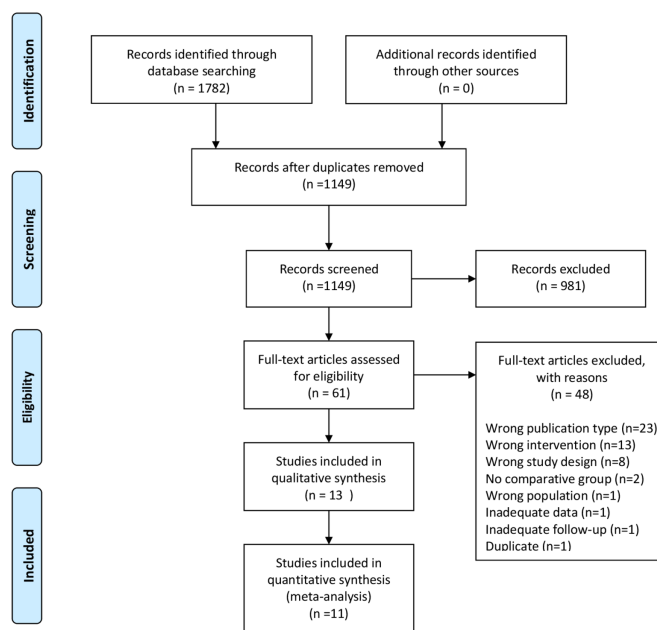 Identification
Records identified through
database searching
(n = 1782)
Additional records identified
through other sources
(n = 0)
Records after duplicates removed
(n =1149)
Screening
Records screened
(n =1149)
Records excluded
(n = 981)
Eligibility
Full-text articles assessed
for eligibility
(n = 61)
Full-text articles excluded,
with reasons
(n = 48)
Wrong publication type (n=23)
Wrong intervention (n=13)
Wrong study design (n=8)
No comparative group (n=2)
Wrong population (n=1)
Inadequate data (n=1)
Inadequate follow-up (n=1)
Duplicate (n=1)
Studies included in
qualitative synthesis
(n = 13 )
Included
Studies included in
quantitative synthesis
(meta-analysis)
(n =11)